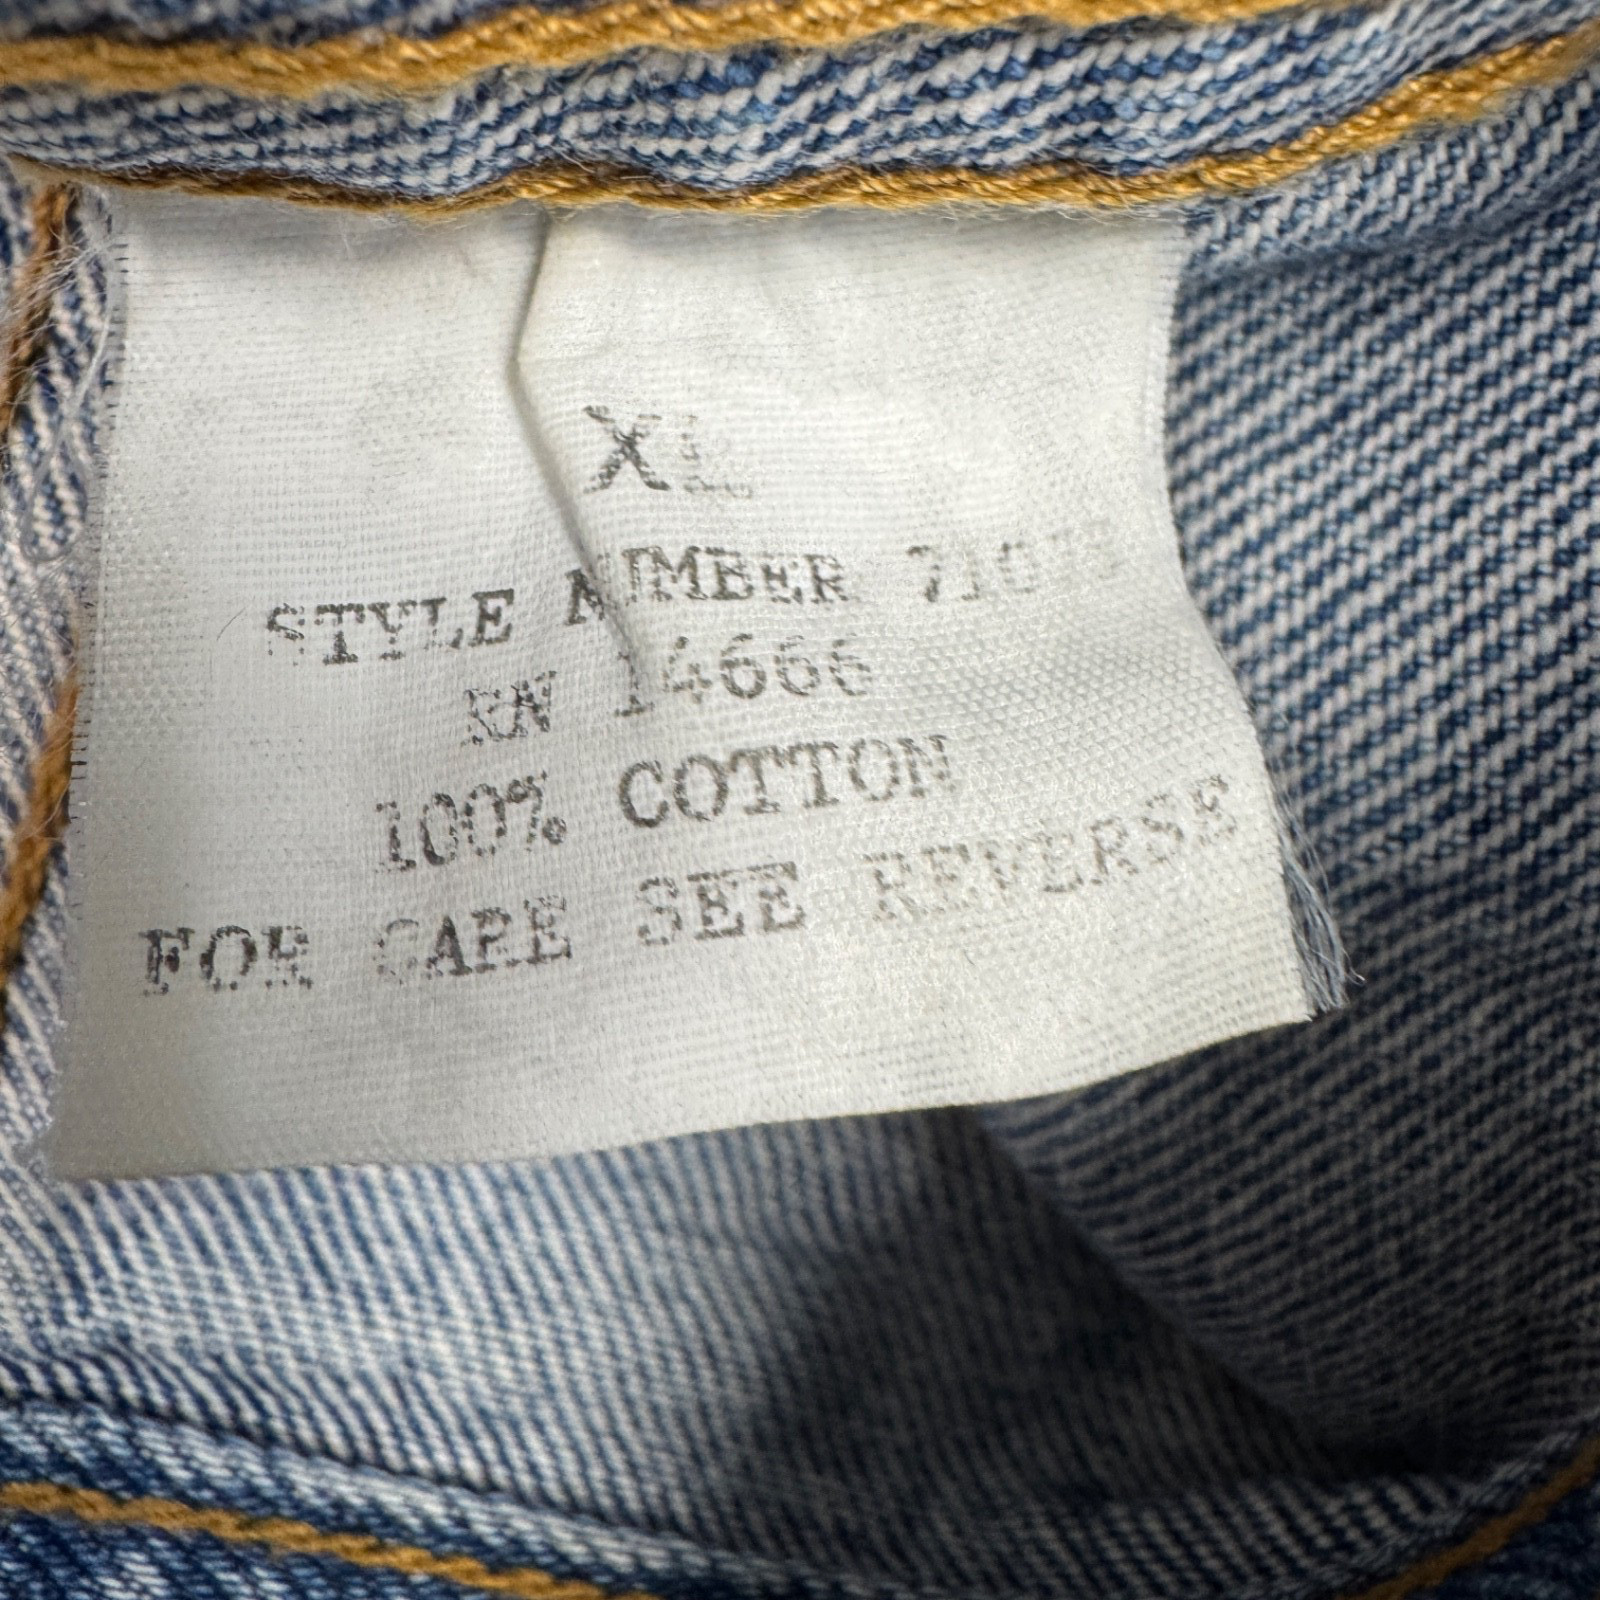 XL
STYLE NUMBER
RN 14666
100% COTTON
FOR CARE SEE REVERSE